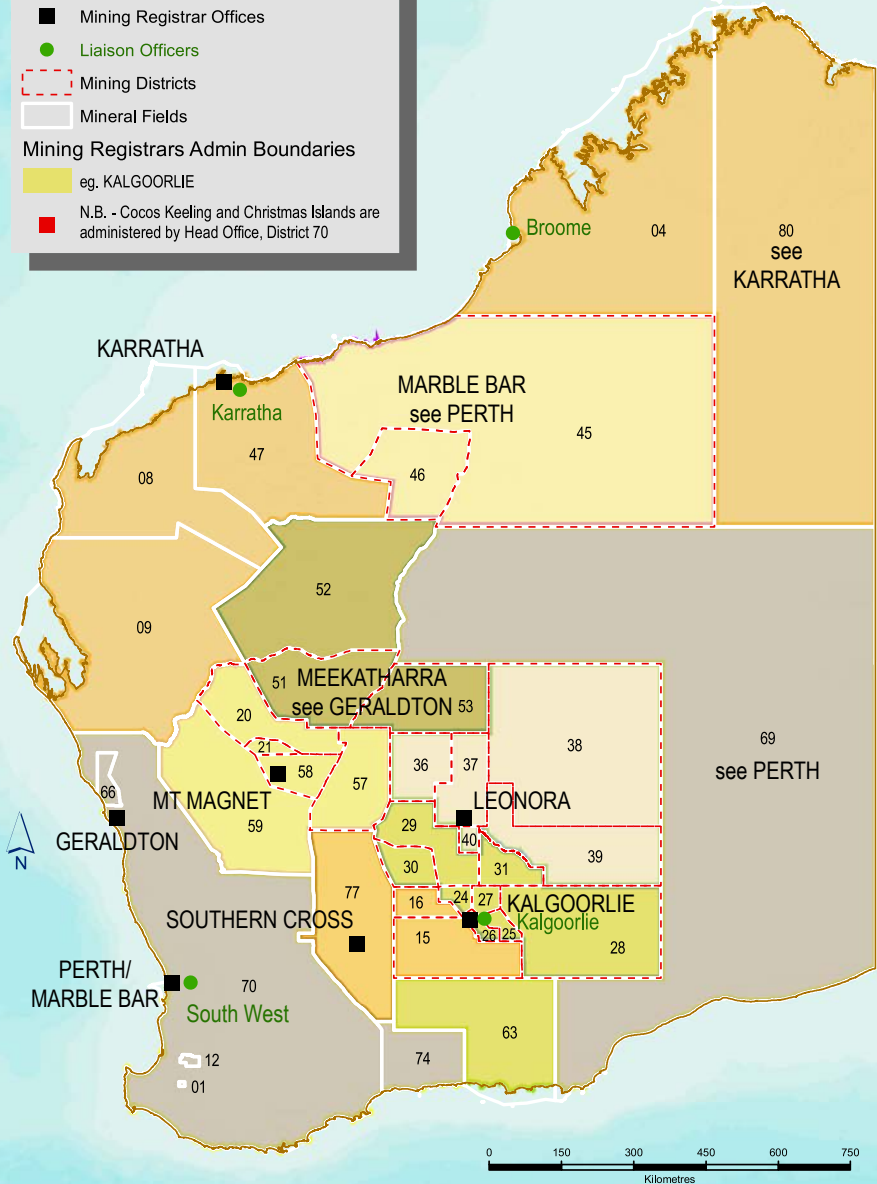 Mining Registrar Offices
Liaison Officers
Mining Districts
Mineral Fields
Mining Registrars Admin Boundaries
eg. KALGOORLIE
N.B. - Cocos Keeling and Christmas Islands are
administered by Head Office, District 70
Broome
04
80
see
KARRATHA
KARRATHA
Karratha
MARBLE BAR
see PERTH
45
47
46
08
52
09
51
MEEKATHARRA
see GERALDTON
53
20
21
58
57
36
37
38
69
see PERTH
66
MT MAGNET
LEONORA
GERALDTON
59
29
40
39
30
31
77
16
24
27
KALGOORLIE
SOUTHERN CROSS
Kalgoorlie
15
26
25
28
PERTH/
MARBLE BAR
70
South West
63
74
12
01
N
0
150
300
450
600
750
Kilometres